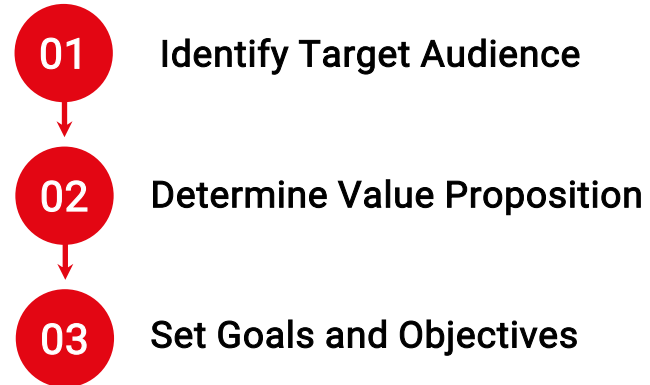 01 Identify Target Audience
02 Determine Value Proposition
03 Set Goals and Objectives